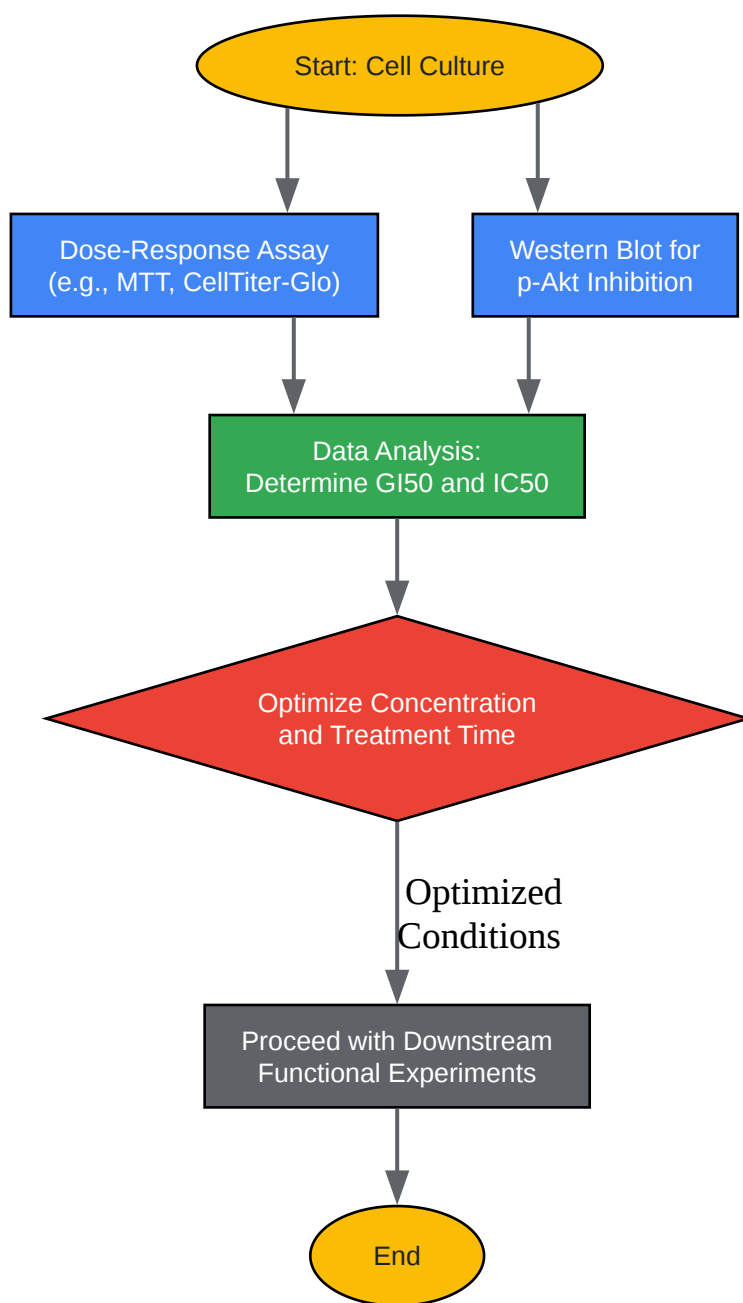 Start: Cell Culture
Dose-Response Assay
(e.g., MTT, CellTiter-Glo)
Western Blot for
p-Akt Inhibition
Data Analysis:
Determine GI50 and IC50
Optimize Concentration
and Treatment Time
Optimized
Conditions
Proceed with Downstream
Functional Experiments
End